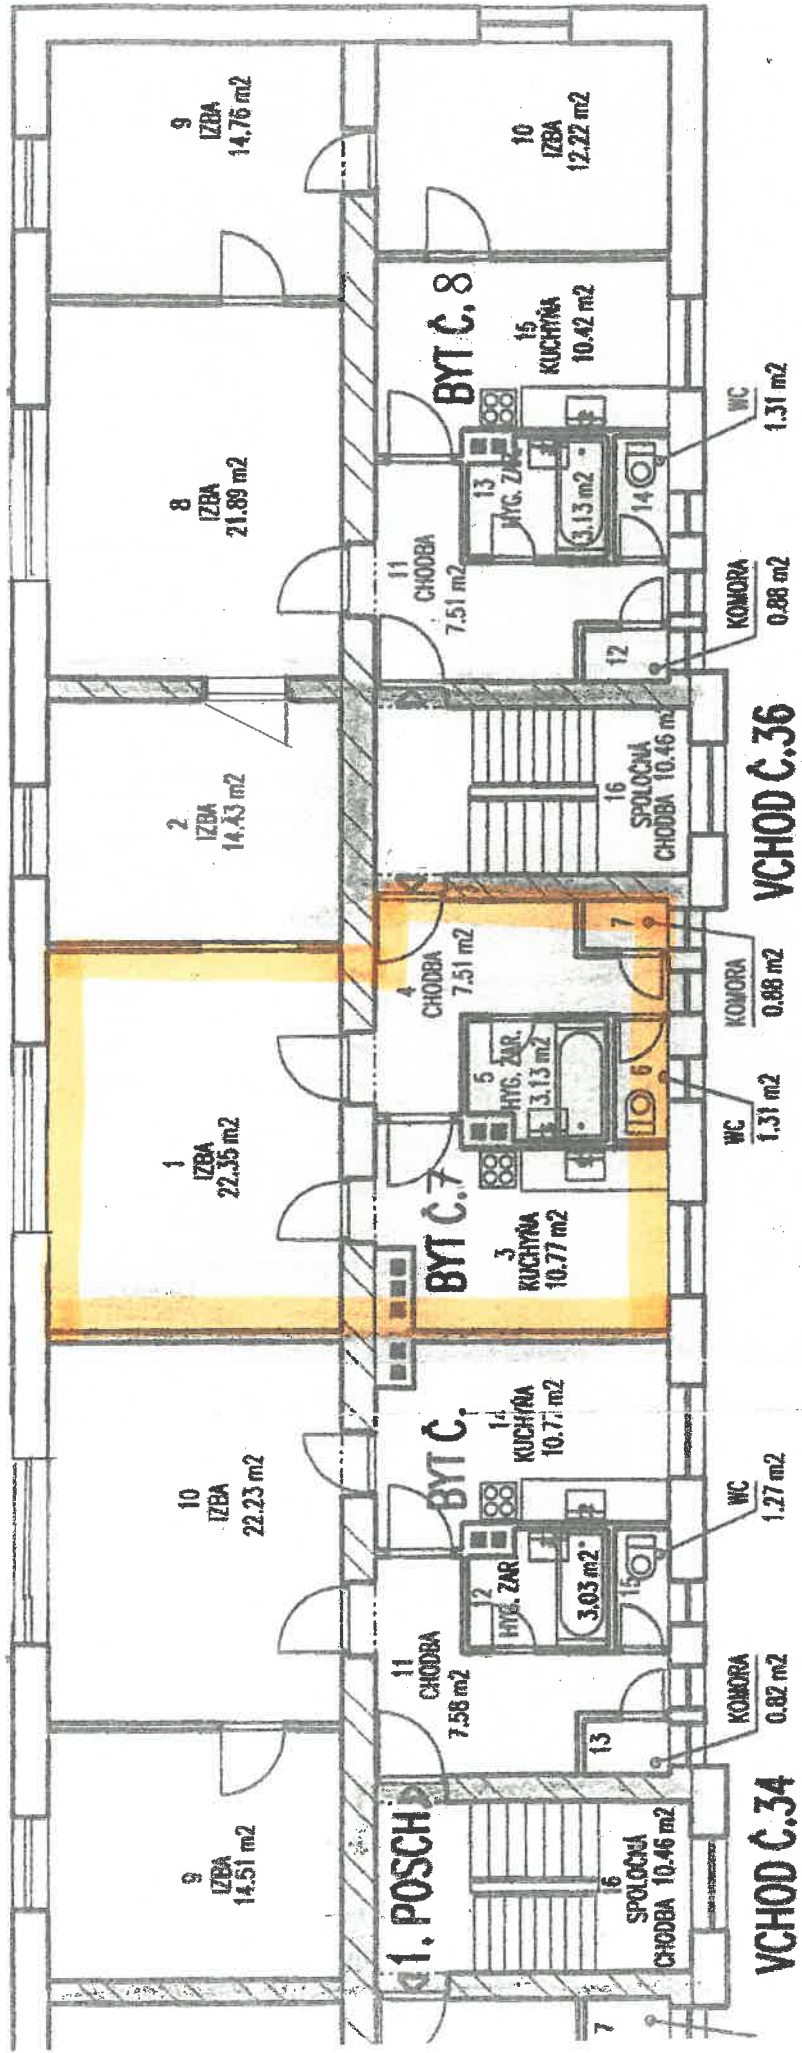 9
IZBA
14.76 m2
10
IZBA
12.22 m2
8
IZBA
21.89 m2
BYT Č. 8
15
KUCHYŇA
10.42 m2
13
HYG. ZAR.
3.13 m2
14
WC
1.31 m2
11
CHODBA
7.51 m2
12
KOMORA
0.88 m2
2
IZBA
14.43 m2
16
SPOLOČNÁ
CHODBA 10.46 m2
VCHOD Č.36
1
IZBA
22.35 m2
4
CHODBA
7.51 m2
7
KOMORA
0.88 m2
5
HYG. ZAR.
3.13 m2
6
WC
1.31 m2
BYT Č.7
3
KUCHYŇA
10.77 m2
10
IZBA
22.23 m2
BYT Č.
14
KUCHYŇA
10.77 m2
12
HYG. ZAR
3.03 m2
15
WC
1.27 m2
11
CHODBA
7.58 m2
13
KOMORA
0.82 m2
9
IZBA
14.51 m2
1. POSCH
16
SPOLOČNÁ
CHODBA 10.46 m2
VCHOD Č.34
7